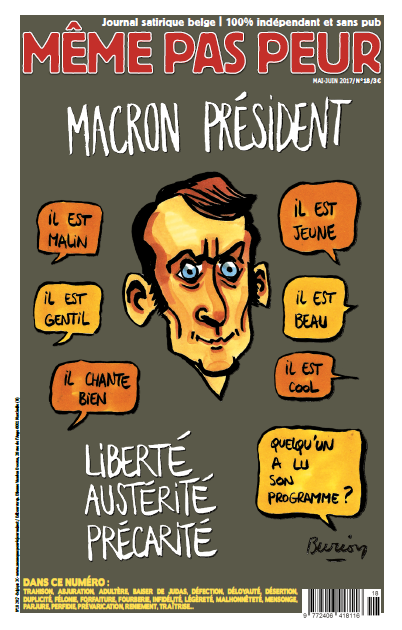 Journal satirique belge | 100% indépendant et sans pub
MÊME PAS PEUR
MAI-JUIN 2017/N°18/3€
MACRON PRÉSIDENT
iL EST
MALiN
iL EST
JEUNE
iL EST
GENTiL
iL EST
BEAU
iL CHANTE
BiEN
iL EST
COOL
LiBERTÉ
AUSTÉRiTÉ
PRÉCARiTÉ
QUELQU'UN
A LU
SON
PROGRAMME ?
Burion
DANS CE NUMÉRO :
TRAHISON, ABJURATION, ADULTÈRE, BAISER DE JUDAS, DÉFECTION, DÉLOYAUTÉ, DÉSERTION,
DUPLICITÉ, FÉLONIE, FORFAITURE, FOURBERIE, INFIDÉLITÉ, LÉGÈRETÉ, MALHONNÊTETÉ, MENSONGE,
PARJURE, PERFIDIE, PRÉVARICATION, RENIEMENT, TRAÎTRISE...
18
9 772406 418116